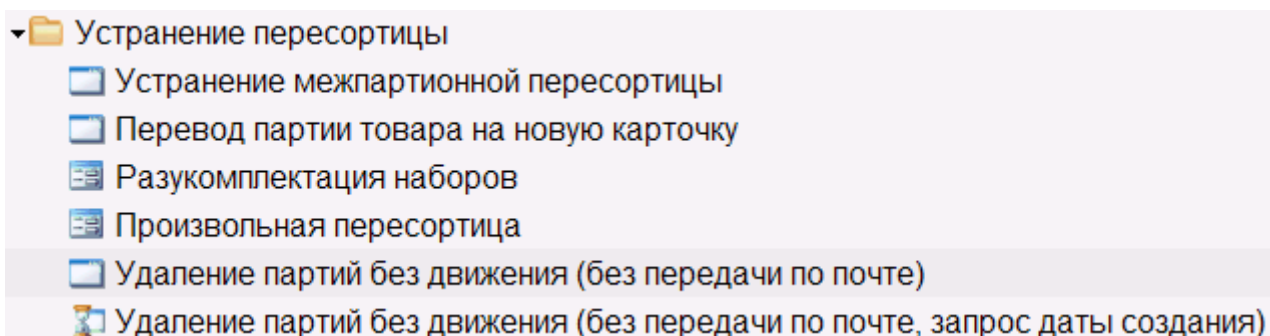 Устранение пересортицы
Устранение межпартионной пересортицы
Перевод партии товара на новую карточку
Разукомплектация наборов
Произвольная пересортица
Удаление партий без движения (без передачи по почте)
Удаление партий без движения (без передачи по почте, запрос даты создания)